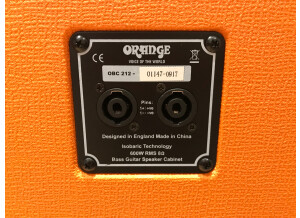 ORANGE
VOICE OF THE WORLD
CE
OBC 212 - 01147-0917
Pins:
Designed in England Made in China
Isobaric Technology
600W RMS 8Ω
Bass Guitar Speaker Cabinet